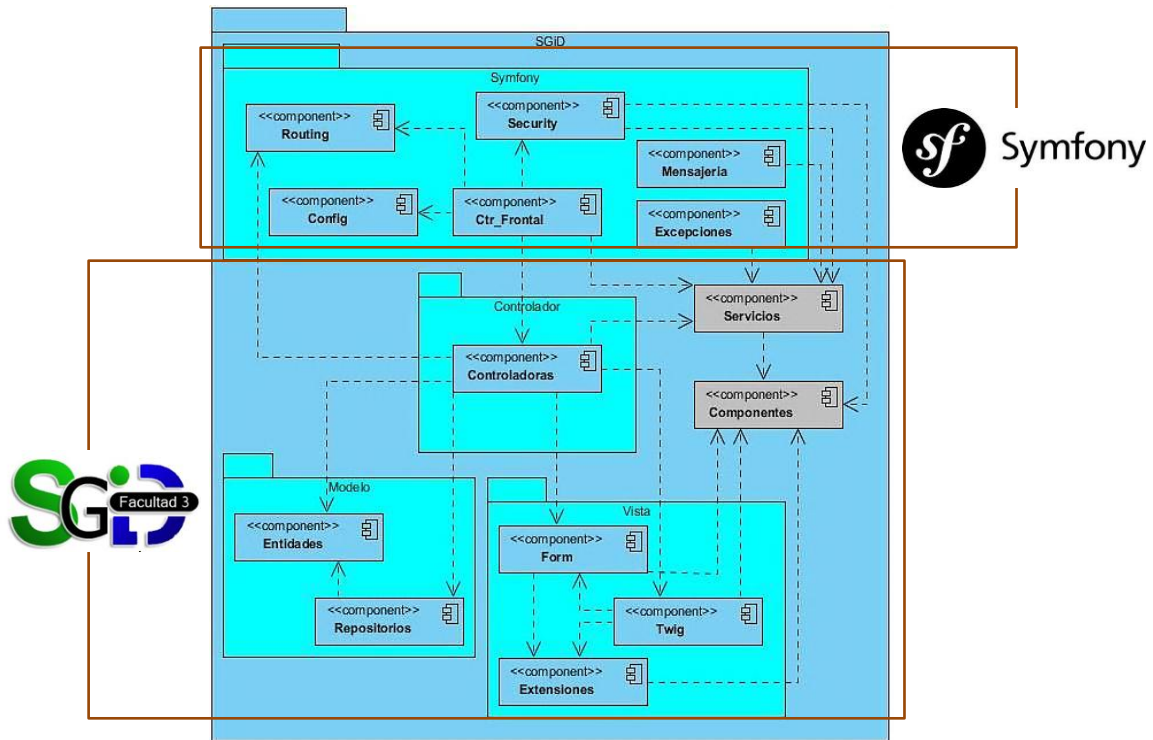 SGiD
Symfony
<<component>>
Routing
<<component>>
Security
<<component>>
Mensajeria
<<component>>
Config
<<component>>
Ctr_Frontal
<<component>>
Excepciones
sf Symfony
Controlador
<<component>>
Controladoras
<<component>>
Servicios
<<component>>
Componentes
SGiD
Facultad 3
Modelo
<<component>>
Entidades
<<component>>
Repositorios
Vista
<<component>>
Form
<<component>>
Twig
<<component>>
Extensiones